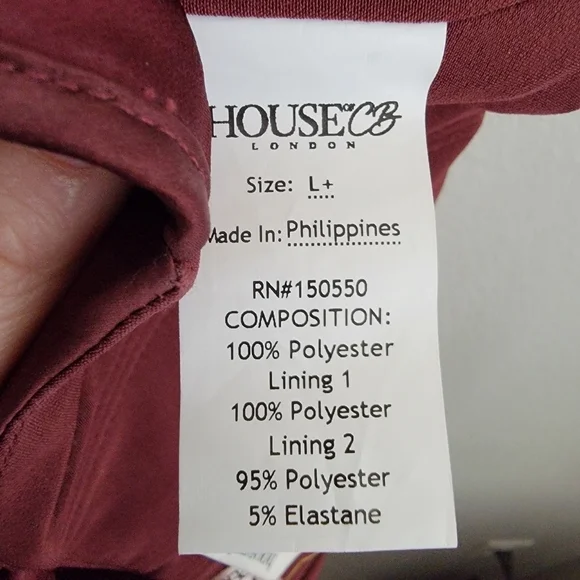 HOUSE OF CB
LONDON
Size: L+
Made In: Philippines
RN#150550
COMPOSITION:
100% Polyester
Lining 1
100% Polyester
Lining 2
95% Polyester
5% Elastane